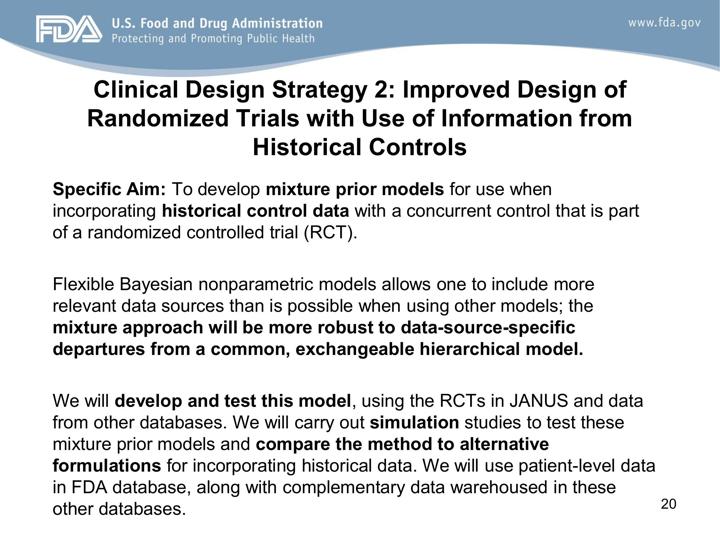 FDA
U.S. Food and Drug Administration
Protecting and Promoting Public Health
www.fda.gov
Clinical Design Strategy 2: Improved Design of
Randomized Trials with Use of Information from
Historical Controls
Specific Aim: To develop mixture prior models for use when
incorporating historical control data with a concurrent control that is part
of a randomized controlled trial (RCT).
Flexible Bayesian nonparametric models allows one to include more
relevant data sources than is possible when using other models; the
mixture approach will be more robust to data-source-specific
departures from a common, exchangeable hierarchical model.
We will develop and test this model, using the RCTs in JANUS and data
from other databases. We will carry out simulation studies to test these
mixture prior models and compare the method to alternative
formulations for incorporating historical data. We will use patient-level data
in FDA database, along with complementary data warehoused in these
other databases.
20